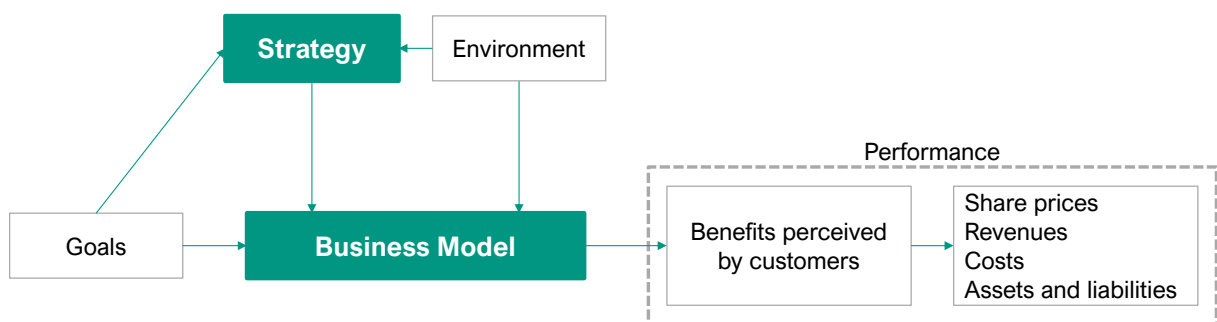 Strategy
Environment
Performance
Goals
Business Model
Benefits perceived
by customers
Share prices
Revenues
Costs
Assets and liabilities